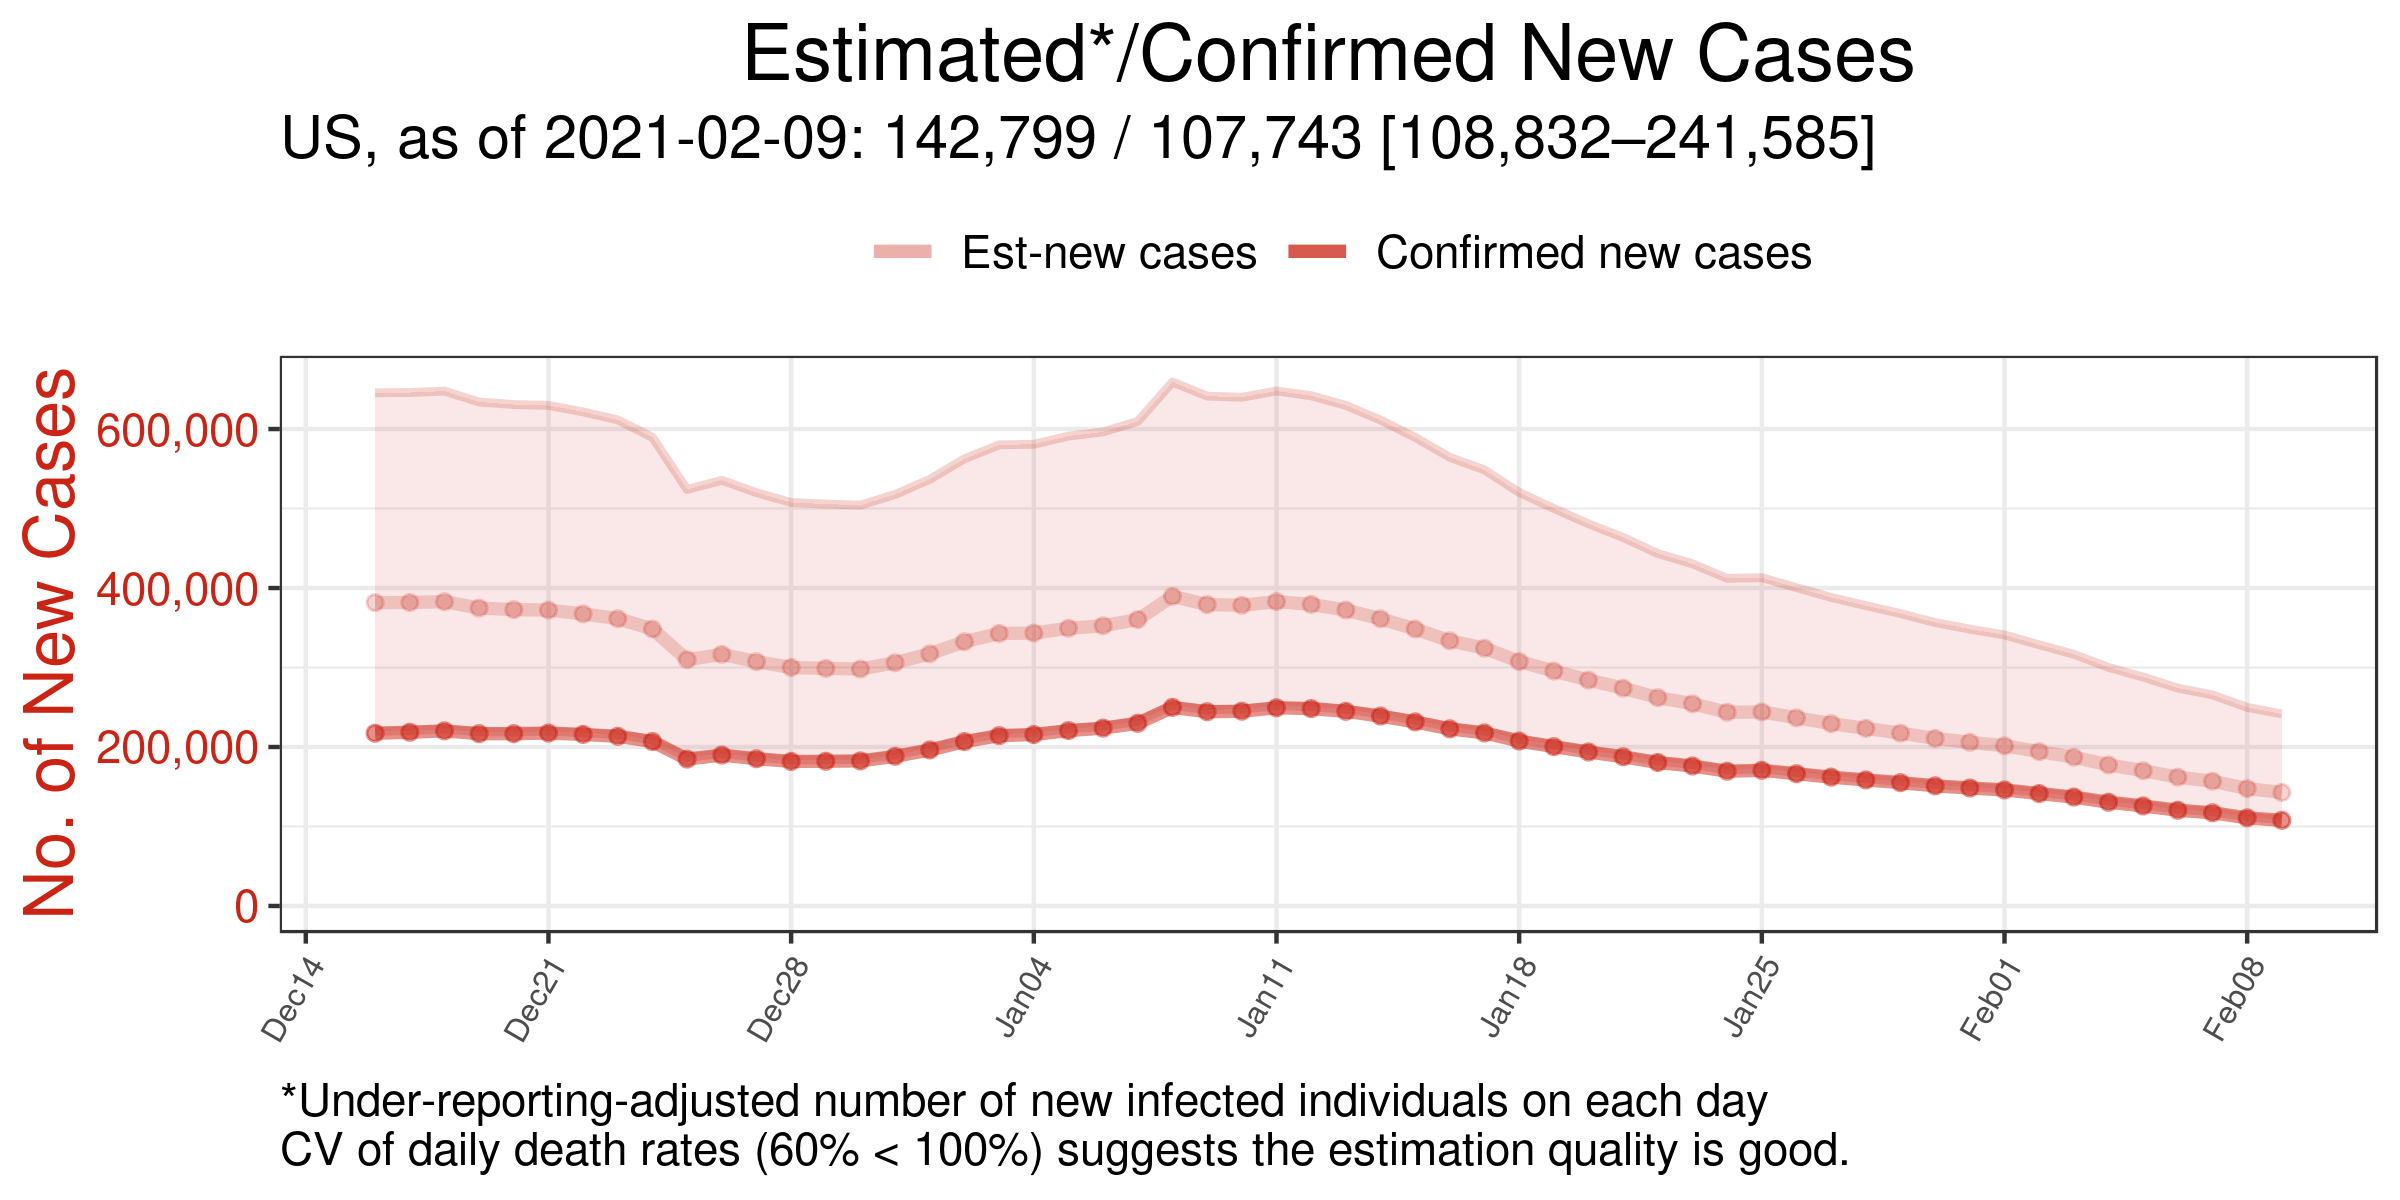 Estimated*/Confirmed New Cases
US, as of 2021-02-09: 142,799 / 107,743 [108,832–241,585]
Est-new cases
Confirmed new cases
No. of New Cases
600,000
400,000
200,000
0
Dec14
Dec21
Dec28
Jan04
Jan11
Jan18
Jan25
Feb01
Feb08
*Under-reporting-adjusted number of new infected individuals on each day
CV of daily death rates (60% < 100%) suggests the estimation quality is good.